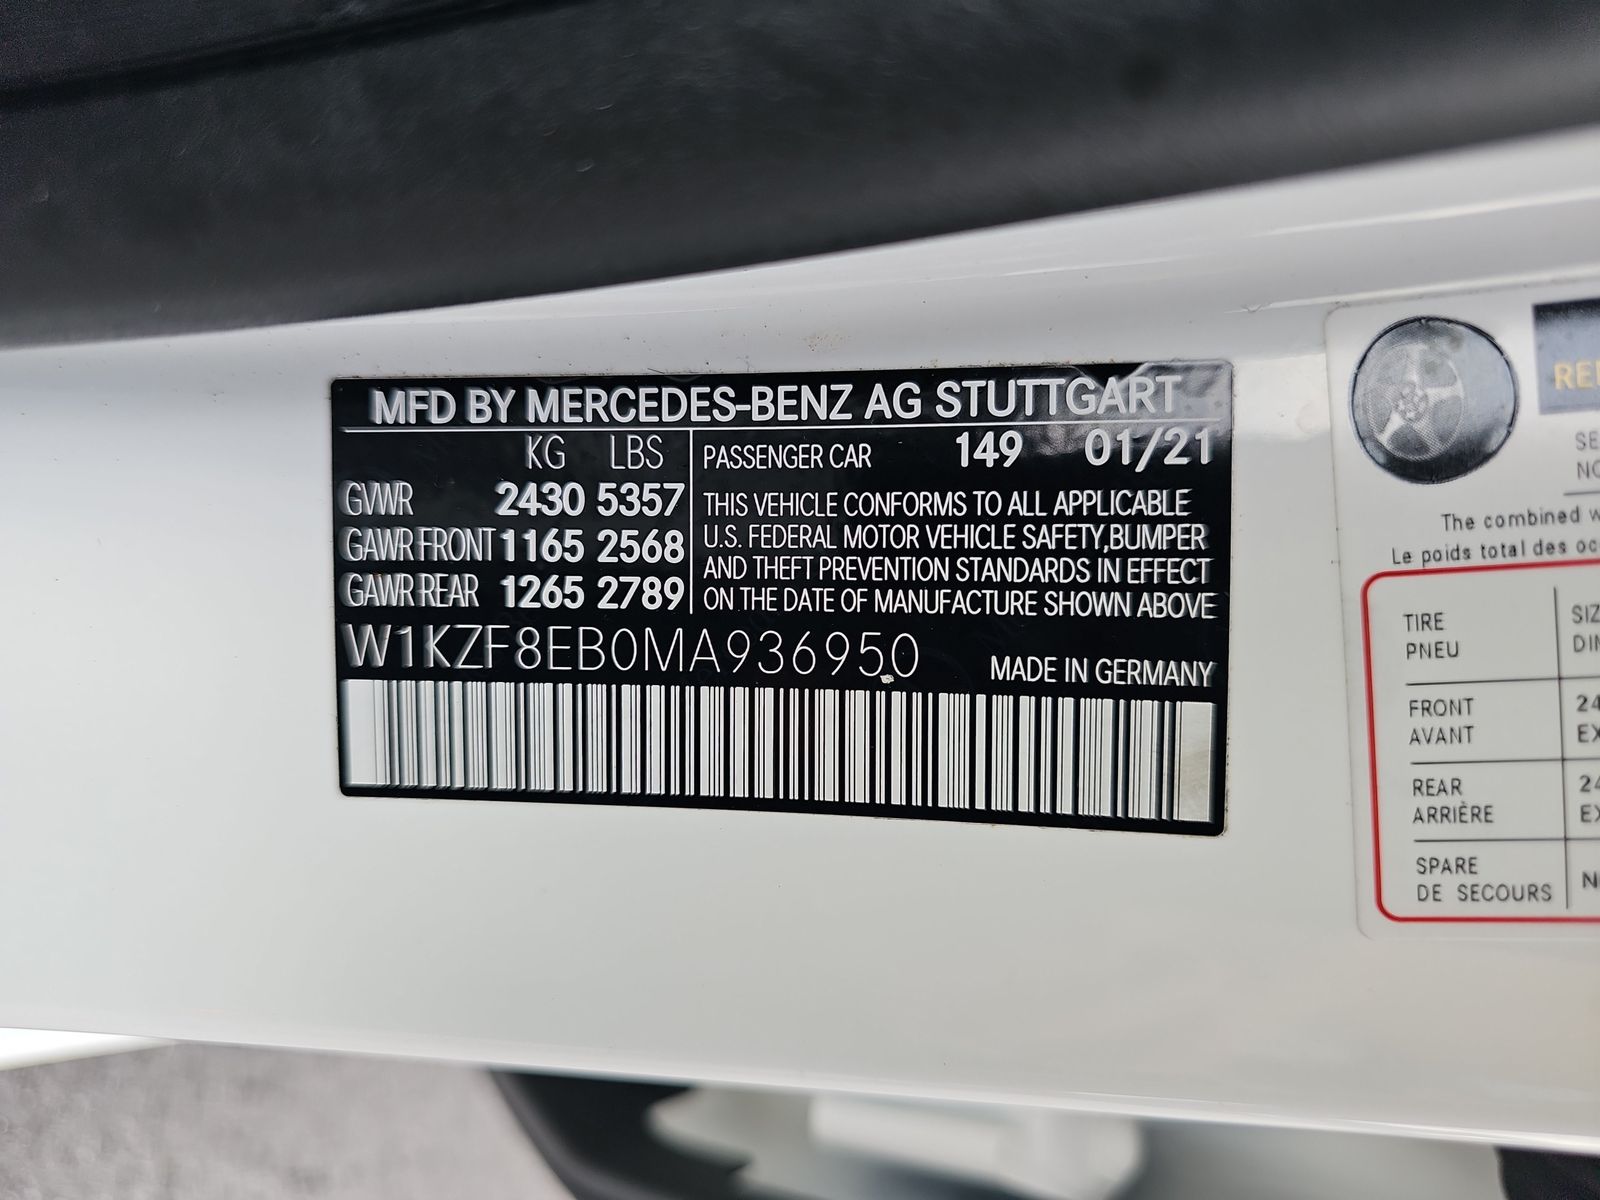 MFD BY MERCEDES-BENZ AG STUTTGART
KG LBS
GVWR 2430 5357
GAWR FRONT 1165 2568
GAWR REAR 1265 2789
PASSENGER CAR 149 01/21
THIS VEHICLE CONFORMS TO ALL APPLICABLE
U.S. FEDERAL MOTOR VEHICLE SAFETY,BUMPER
AND THEFT PREVENTION STANDARDS IN EFFECT
ON THE DATE OF MANUFACTURE SHOWN ABOVE
W1KZF8EB0MA936950
MADE IN GERMANY
The combined
Le poids total des
TIRE
PNEU
FRONT
AVANT
REAR
ARRIÈRE
SPARE
DE SECOURS